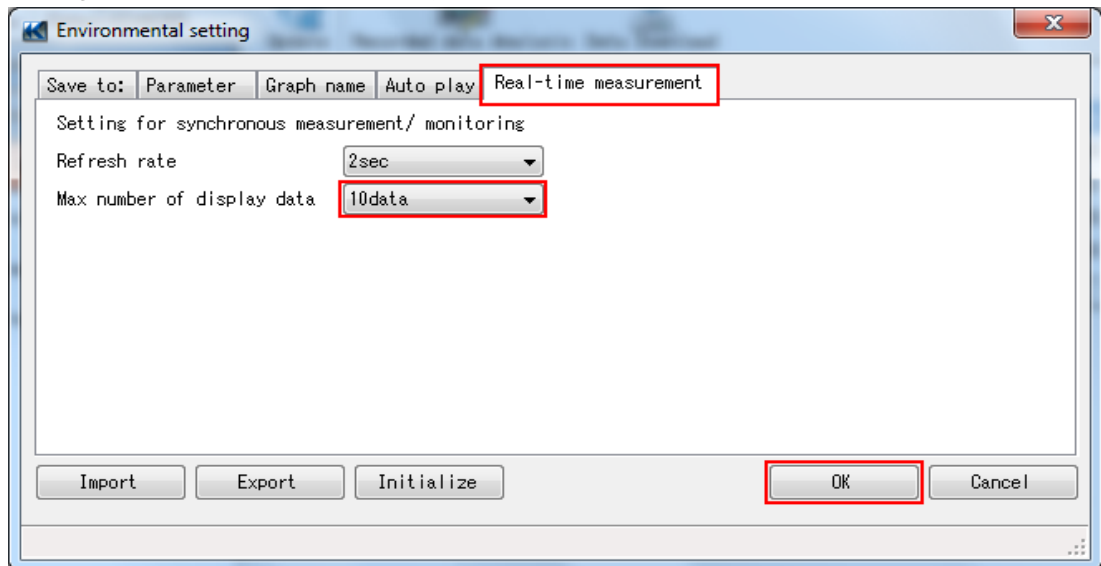 Environmental setting
Save to: Parameter Graph name Auto play Real-time measurement
Setting for synchronous measurement/ monitoring
Refresh rate 2sec
Max number of display data 10data
Import Export Initialize OK Cancel